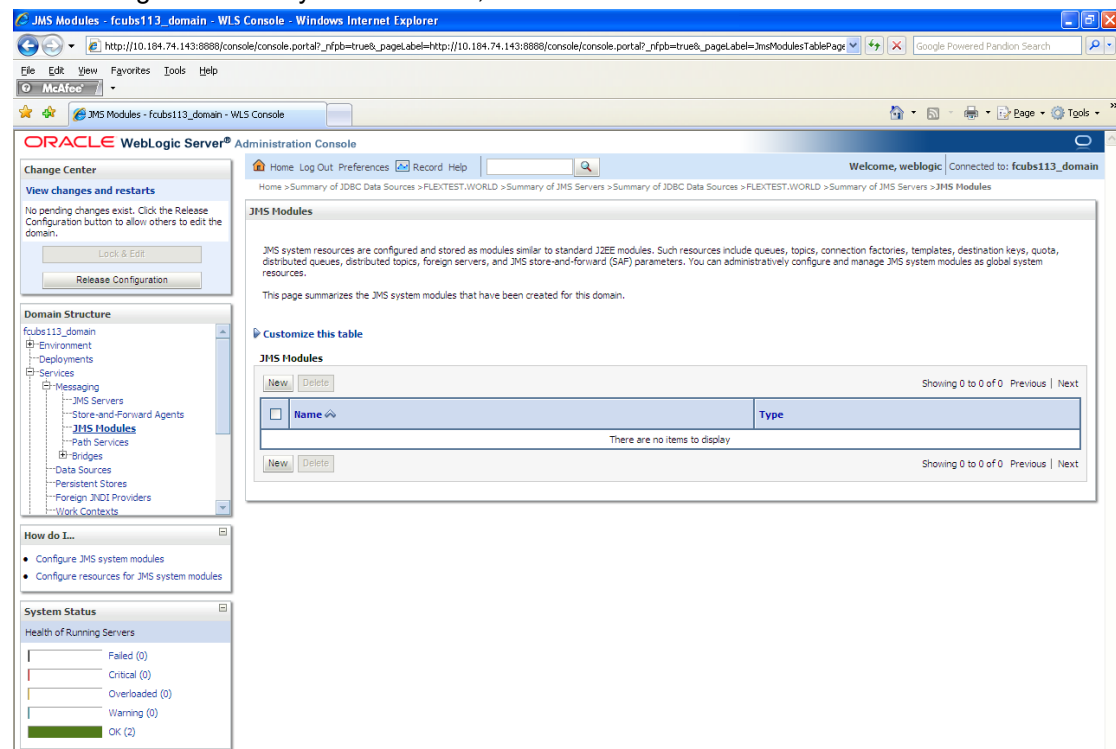 JMS Modules - fcubs113_domain - WLS Console - Windows Internet Explorer
http://10.184.74.143:8888/console/console.portal?_nfpb=true&_pageLabel=http://10.184.74.143:8888/console/console.portal?_nfpb=true&_pageLabel=JmsModulesTablePage
Google Powered Pandion Search
File Edit View Favorites Tools Help
McAfee
JMS Modules - fcubs113_domain - WLS Console
Page Tools
ORACLE WebLogic Server® Administration Console
Change Center
View changes and restarts
No pending changes exist. Click the Release
Configuration button to allow others to edit the
domain.
Lock & Edit
Release Configuration
Domain Structure
fcubs113_domain
Environment
Deployments
Services
Messaging
JMS Servers
Store-and-Forward Agents
JMS Modules
Path Services
Bridges
Data Sources
Persistent Stores
Foreign JNDI Providers
Work Contexts
How do I...
Configure JMS system modules
Configure resources for JMS system modules
System Status
Health of Running Servers
Failed (0)
Critical (0)
Overloaded (0)
Warning (0)
OK (2)
Home Log Out Preferences Record Help
Welcome, weblogic Connected to: fcubs113_domain
Home >Summary of JDBC Data Sources >FLEXTEST.WORLD >Summary of JMS Servers >Summary of JDBC Data Sources >FLEXTEST.WORLD >Summary of JMS Servers >JMS Modules
JMS Modules
JMS system resources are configured and stored as modules similar to standard J2EE modules. Such resources include queues, topics, connection factories, templates, destination keys, quota,
distributed queues, distributed topics, foreign servers, and JMS store-and-forward (SAF) parameters. You can administratively configure and manage JMS system modules as global system
resources.
This page summarizes the JMS system modules that have been created for this domain.
Customize this table
JMS Modules
New Delete Showing 0 to 0 of 0 Previous | Next
Name Type
There are no items to display
New Delete Showing 0 to 0 of 0 Previous | Next